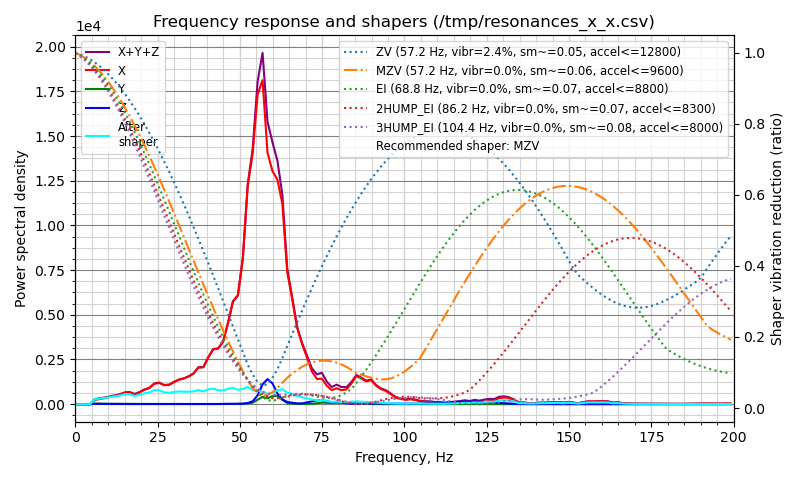 Frequency response and shapers (/tmp/resonances_x_x.csv)
1e4
X+Y+Z
X
Y
Z
After
shaper
ZV (57.2 Hz, vibr=2.4%, sm~=0.05, accel<=12800)
MZV (57.2 Hz, vibr=0.0%, sm~=0.06, accel<=9600)
EI (68.8 Hz, vibr=0.0%, sm~=0.07, accel<=8800)
2HUMP_EI (86.2 Hz, vibr=0.0%, sm~=0.07, accel<=8300)
3HUMP_EI (104.4 Hz, vibr=0.0%, sm~=0.08, accel<=8000)
Recommended shaper: MZV
Power spectral density
2.00
1.75
1.50
1.25
1.00
0.75
0.50
0.25
0.00
Shaper vibration reduction (ratio)
1.0
0.8
0.6
0.4
0.2
0.0
0
25
50
75
100
125
150
175
200
Frequency, Hz